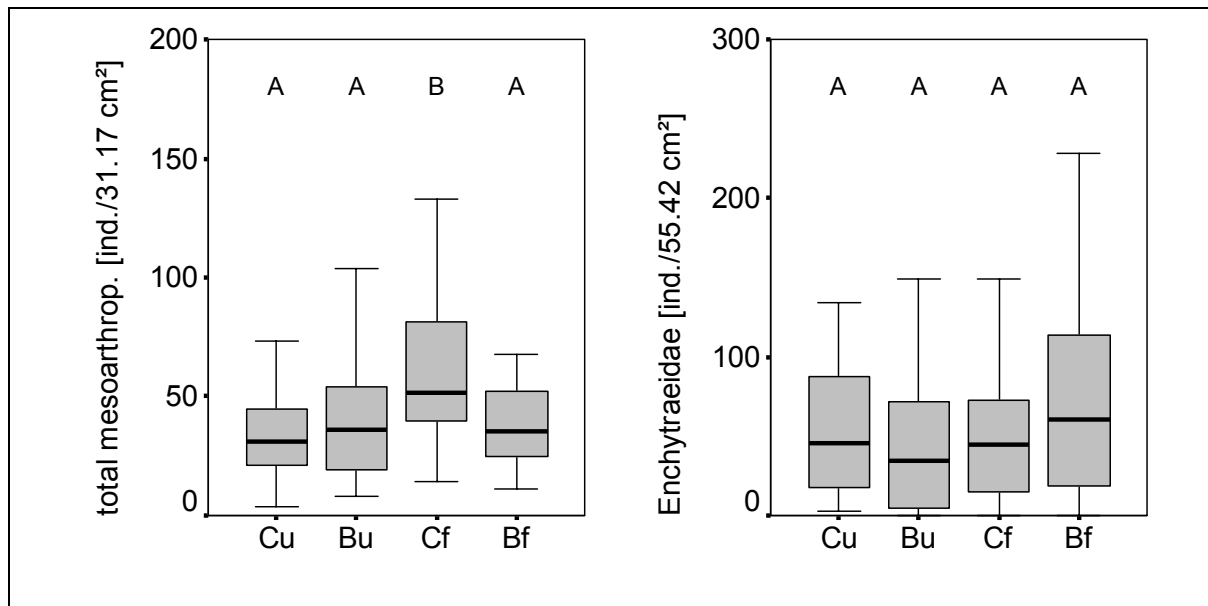 total mesoarthrop. [ind./31.17 cm²]
200
150
100
50
0
A A B A
Cu Bu Cf Bf
Enchytraeidae [ind./55.42 cm²]
300
200
100
0
A A A A
Cu Bu Cf Bf